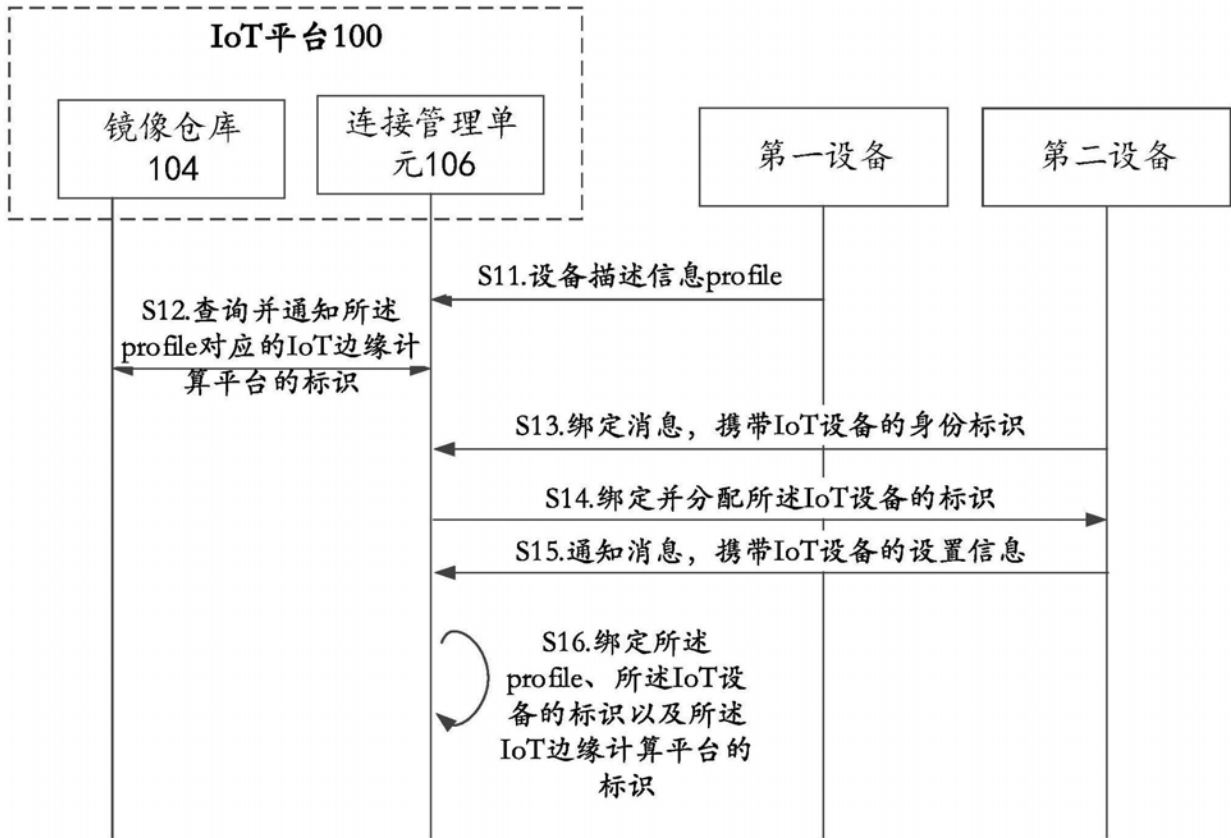 IoT平台100
镜像仓库
104
连接管理单
元106
第一设备
第二设备
S11.设备描述信息profile
S12.查询并通知所述
profile对应的IoT边缘计
算平台的标识
S13.绑定消息，携带IoT设备的身份标识
S14.绑定并分配所述IoT设备的标识
S15.通知消息，携带IoT设备的设置信息
S16.绑定所述
profile、所述IoT设
备的标识以及所述
IoT边缘计算平台的
标识